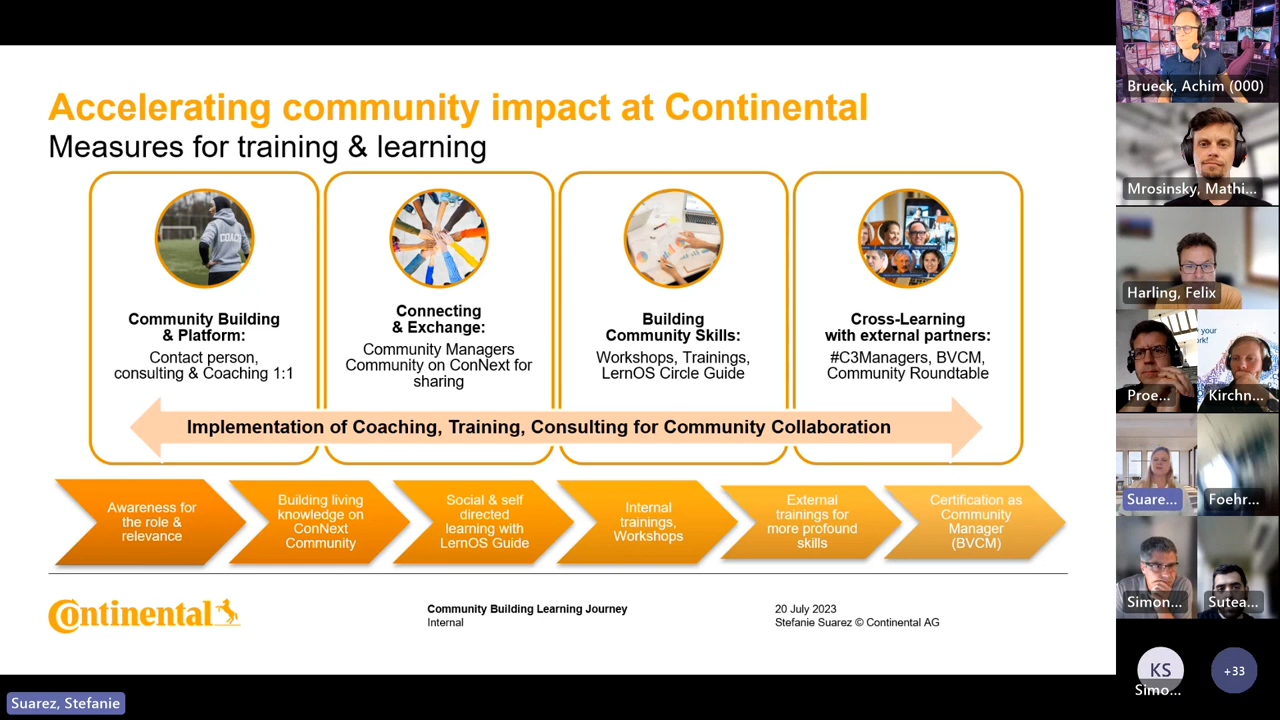 Accelerating community impact at Continental
Measures for training & learning
COACH
Community Building
& Platform:
Contact person,
consulting & Coaching 1:1
Connecting
& Exchange:
Community Managers
Community on ConNext for
sharing
Building
Community Skills:
Workshops, Trainings,
LernOS Circle Guide
Cross-Learning
with external partners:
#C3Managers, BVCM,
Community Roundtable
Implementation of Coaching, Training, Consulting for Community Collaboration
Awareness for
the role &
relevance
Building living
knowledge on
ConNext
Community
Social & self
directed
learning with
LernOS Guide
Internal
trainings,
Workshops
External
trainings for
more profound
skills
Certification as
Community
Manager
(BVCM)
Continental
Community Building Learning Journey
Internal
20 July 2023
Stefanie Suarez © Continental AG
Suarez, Stefanie
Brueck, Achim (000)
Mrosinsky, Mathi...
Harling, Felix
your
k!
Proe...
Kirchn...
Suare...
Foehr...
Simon...
Sutea...
KS
Simo...
+33